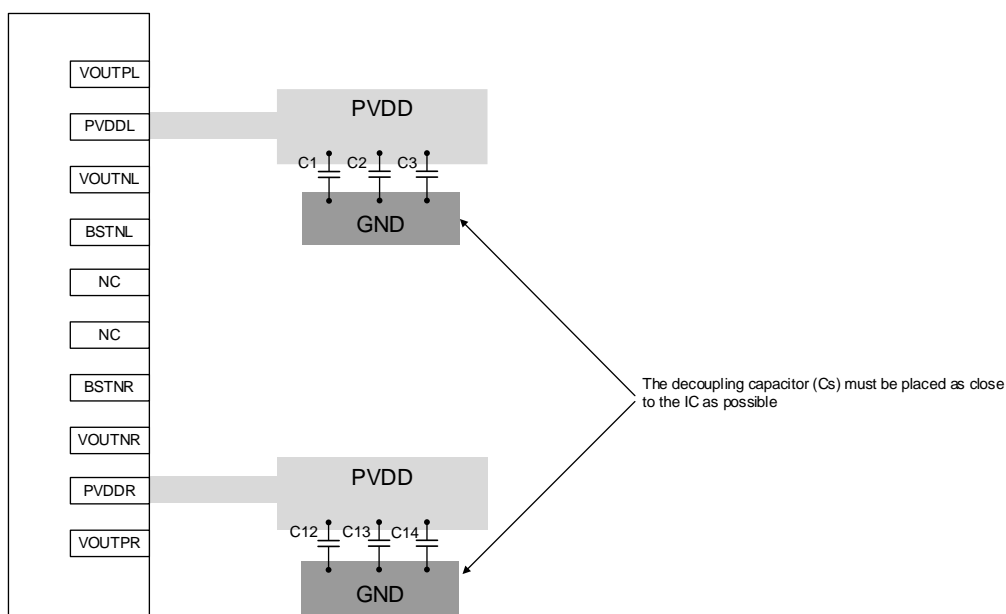 VOUTPL
PVDDL
VOUTNL
BSTNL
NC
NC
BSTNR
VOUTNR
PVDDR
VOUTPR
PVDD
C1 C2 C3
GND
The decoupling capacitor (Cs) must be placed as close
to the IC as possible
PVDD
C12 C13 C14
GND